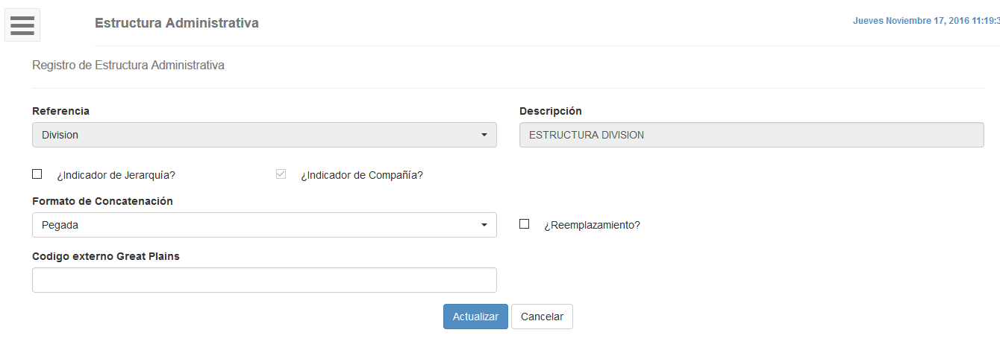 Estructura Administrativa
Jueves Noviembre 17, 2016 11:19:3
Registro de Estructura Administrativa
Referencia
Descripción
Division
ESTRUCTURA DIVISION
¿Indicador de Jerarquía?
¿Indicador de Compañía?
Formato de Concatenación
Pegada
¿Reemplazamiento?
Codigo externo Great Plains
Actualizar
Cancelar